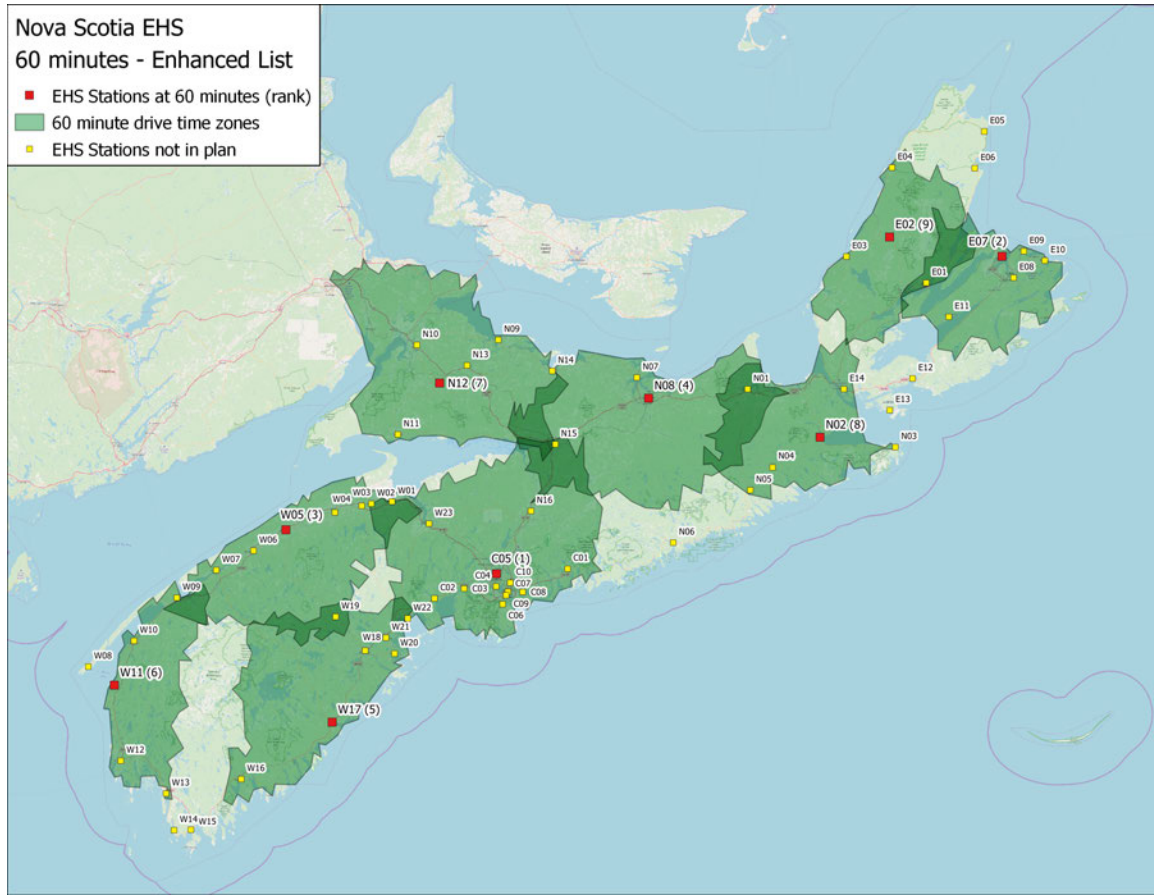 Nova Scotia EHS
60 minutes - Enhanced List
EHS Stations at 60 minutes (rank)
60 minute drive time zones
EHS Stations not in plan
E05
E04
E06
E02 (9)
E07 (2)
E09
E10
E03
E01
E08
E11
N10
N09
N13
N14
N07
N12 (7)
N08 (4)
N01
E14
E12
E13
N11
N15
N02 (8)
N03
N04
N05
W03
W02
W01
W04
N16
W05 (3)
W23
N06
W06
C05 (1)
C01
W07
C10
C04
C07
C02
C03
C08
W09
C09
C06
W19
W22
W10
W21
W18
W20
W08
W11 (6)
W17 (5)
W12
W16
W13
W14
W15